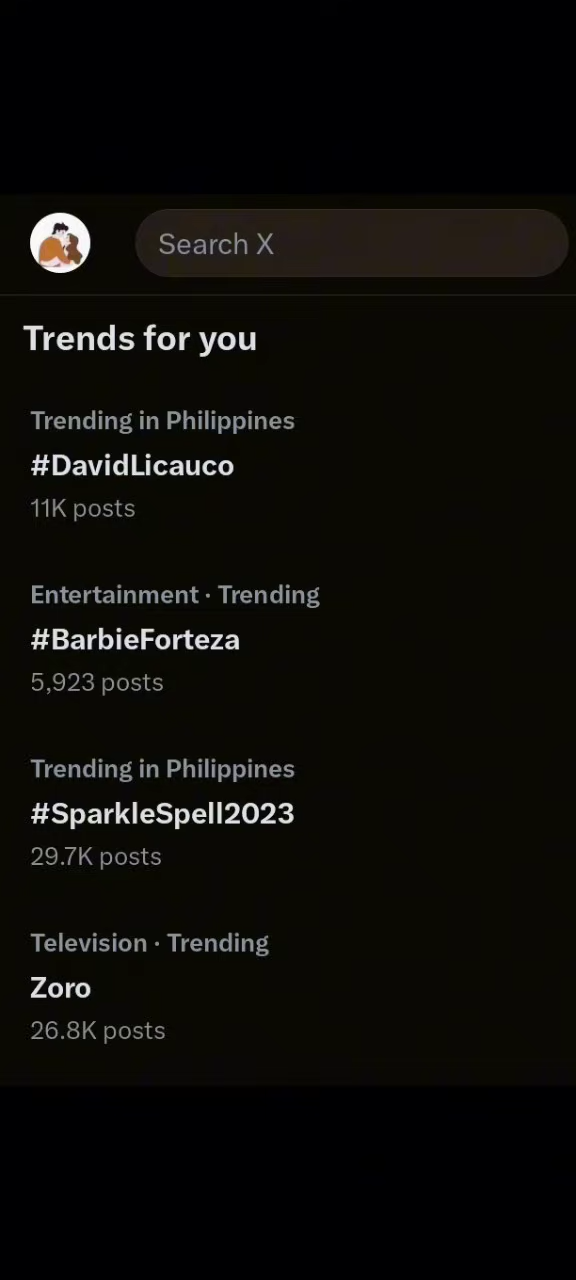 Search X
Trends for you
Trending in Philippines
#DavidLicauco
11K posts
Entertainment · Trending
#BarbieForteza
5,923 posts
Trending in Philippines
#SparkleSpell2023
29.7K posts
Television · Trending
Zoro
26.8K posts